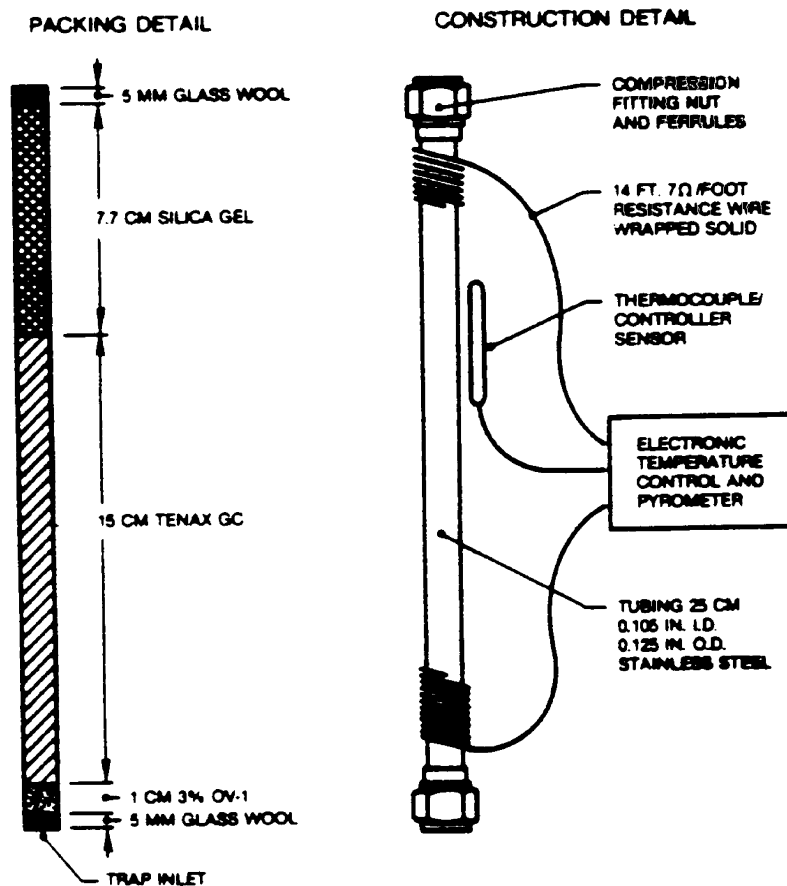 PACKING DETAIL
5 MM GLASS WOOL
7.7 CM SILICA GEL
15 CM TENAX GC
1 CM 3% OV-1
5 MM GLASS WOOL
TRAP INLET
CONSTRUCTION DETAIL
COMPRESSION
FITTING NUT
AND FERRULES
14 FT. 7Ω/FOOT
RESISTANCE WIRE
WRAPPED SOLID
THERMOCOUPLE/
CONTROLLER
SENSOR
ELECTRONIC
TEMPERATURE
CONTROL AND
PYROMETER
TUBING 25 CM
0.105 IN. I.D.
0.125 IN. O.D.
STAINLESS STEEL